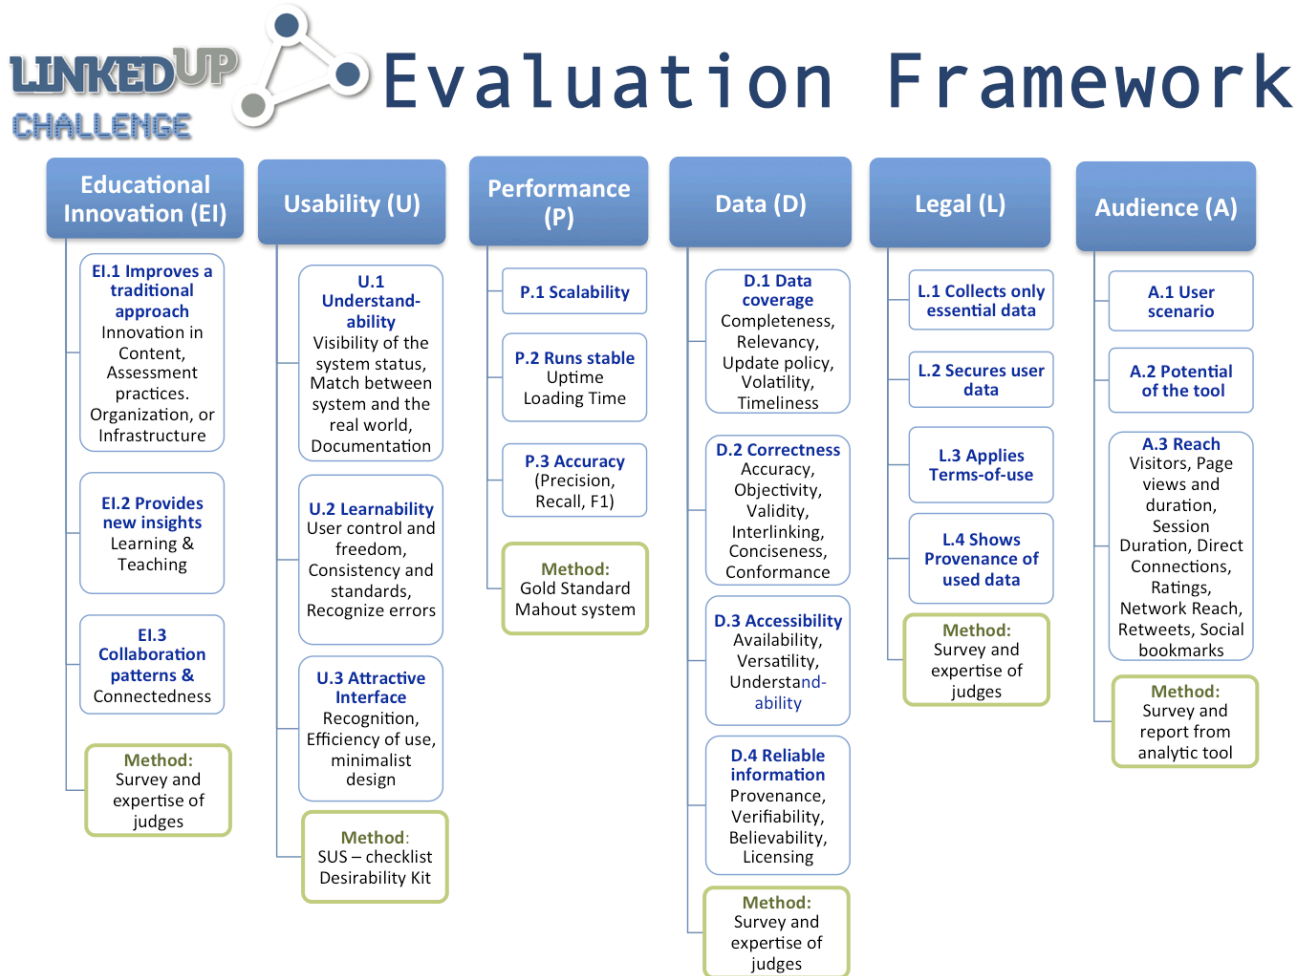 LINKEDUP
CHALLENGE
Evaluation Framework
Educational
Innovation (EI)
EI.1 Improves a
traditional
approach
Innovation in
Content,
Assessment
practices.
Organization, or
Infrastructure
EI.2 Provides
new insights
Learning &
Teaching
EI.3
Collaboration
patterns &
Connectedness
Method:
Survey and
expertise of
judges
Usability (U)
U.1
Understand-
ability
Visibility of the
system status,
Match between
system and the
real world,
Documentation
U.2 Learnability
User control and
freedom,
Consistency and
standards,
Recognize errors
U.3 Attractive
Interface
Recognition,
Efficiency of use,
minimalist
design
Method:
SUS – checklist
Desirability Kit
Performance
(P)
P.1 Scalability
P.2 Runs stable
Uptime
Loading Time
P.3 Accuracy
(Precision,
Recall, F1)
Method:
Gold Standard
Mahout system
Data (D)
D.1 Data
coverage
Completeness,
Relevancy,
Update policy,
Volatility,
Timeliness
D.2 Correctness
Accuracy,
Objectivity,
Validity,
Interlinking,
Conciseness,
Conformance
D.3 Accessibility
Availability,
Versatility,
Understand-
ability
D.4 Reliable
information
Provenance,
Verifiability,
Believability,
Licensing
Method:
Survey and
expertise of
judges
Legal (L)
L.1 Collects only
essential data
L.2 Secures user
data
L.3 Applies
Terms-of-use
L.4 Shows
Provenance of
used data
Method:
Survey and
expertise of
judges
Audience (A)
A.1 User
scenario
A.2 Potential
of the tool
A.3 Reach
Visitors, Page
views and
duration,
Session
Duration, Direct
Connections,
Ratings,
Network Reach,
Retweets, Social
bookmarks
Method:
Survey and
report from
analytic tool